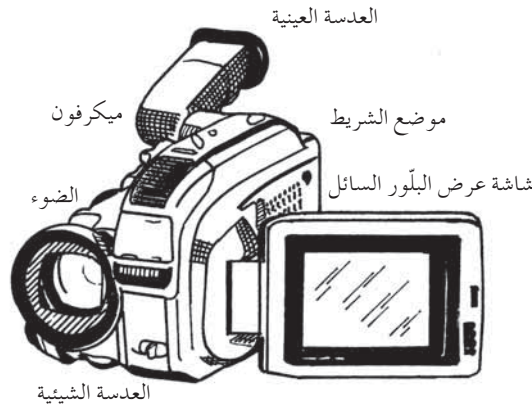 العدسة العينية
موضع الشريط
ميكرفون
شاشة عرض البلّور السائل
الضوء
العدسة الشيئية